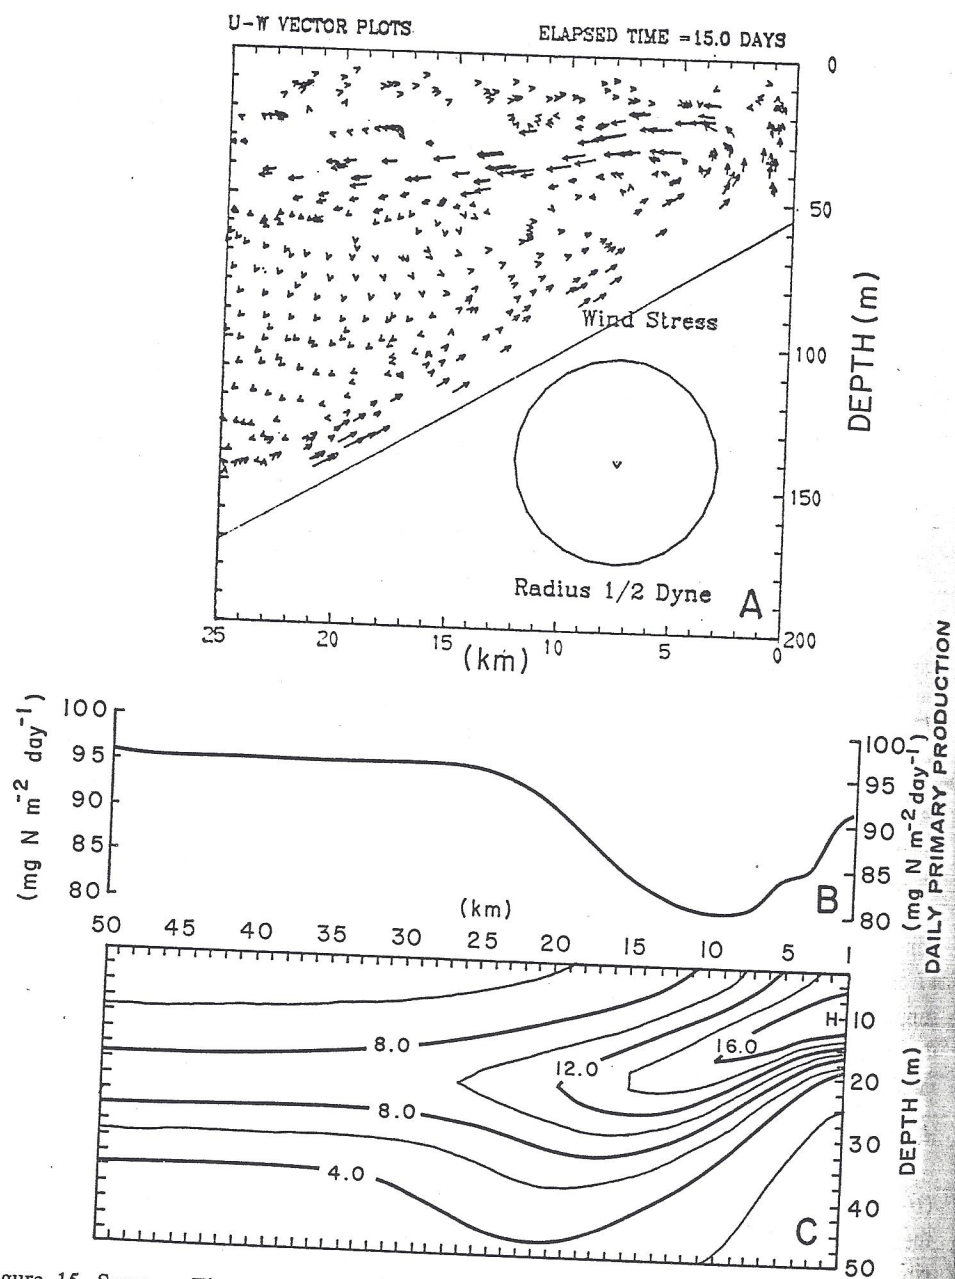 U-W VECTOR PLOTS
ELAPSED TIME =15.0 DAYS
0
50
100
150
200
DEPTH (m)
Wind Stress
Radius 1/2 Dyne
A
25 20 15 10 5 0
(km)
100
95
90
85
80
(mg N m-2 day-1)
100
95
90
85
80
(mg N m-2 day-1)
DAILY PRIMARY PRODUCTION
B
(km)
50 45 40 35 30 25 20 15 10 5 1
H
10
20
30
40
50
DEPTH (m)
8.0
12.0
16.0
8.0
4.0
C
15